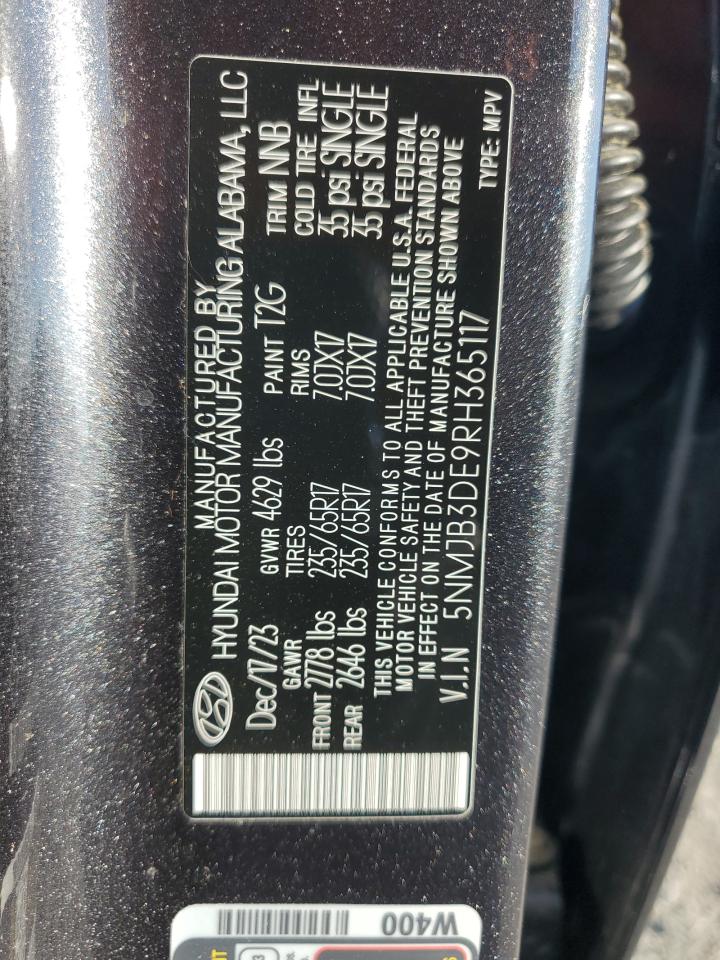 MANUFACTURED BY
HYUNDAI MOTOR MANUFACTURING ALABAMA, LLC
Dec/17/23 GVWR 4629 lbs PAINT T2G TRIM NNB
GAWR TIRES RIMS COLD TIRE INFL
FRONT 2778 lbs 235/65R17 7.0JX17 35 psi SINGLE
REAR 2646 lbs 235/65R17 7.0JX17 35 psi SINGLE
THIS VEHICLE CONFORMS TO ALL APPLICABLE U.S.A. FEDERAL
MOTOR VEHICLE SAFETY AND THEFT PREVENTION STANDARDS
IN EFFECT ON THE DATE OF MANUFACTURE SHOWN ABOVE
V.I.N 5NMJB3DE9RH365117 TYPE: MPV
W400